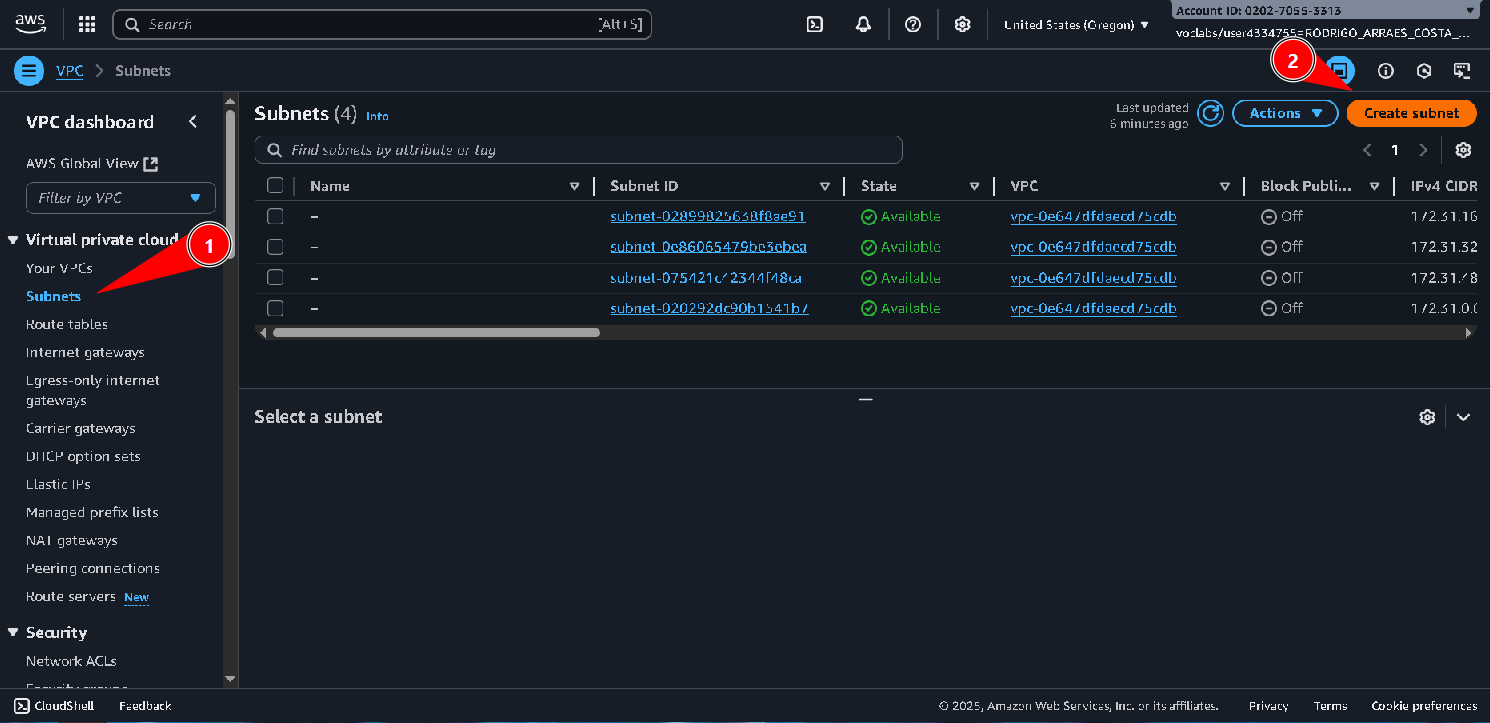 aws
Search
[Alt+S]
United States (Oregon)
Account ID: 0202-7055-3313
voclabs/user4334755=RODRIGO_ARRAES_COSTA_...
VPC
Subnets
2
VPC dashboard
AWS Global View
Filter by VPC
Virtual private cloud
1
Your VPCs
Subnets
Route tables
Internet gateways
Egress-only internet
gateways
Carrier gateways
DHCP option sets
Elastic IPs
Managed prefix lists
NAT gateways
Peering connections
Route servers New
Security
Network ACLs
Subnets (4) Info
Last updated
6 minutes ago
Actions
Create subnet
Find subnets by attribute or tag
1
Name Subnet ID State VPC Block Publi... IPv4 CIDR
– subnet-02899825638f8ae91 Available vpc-0e647dfdaecd75cdb Off 172.31.16
– subnet-0e86065479be3ebea Available vpc-0e647dfdaecd75cdb Off 172.31.32
– subnet-075421c42344f48ca Available vpc-0e647dfdaecd75cdb Off 172.31.48
– subnet-020292dc90b1541b7 Available vpc-0e647dfdaecd75cdb Off 172.31.0.0
Select a subnet
CloudShell
Feedback
© 2025, Amazon Web Services, Inc. or its affiliates.
Privacy
Terms
Cookie preferences